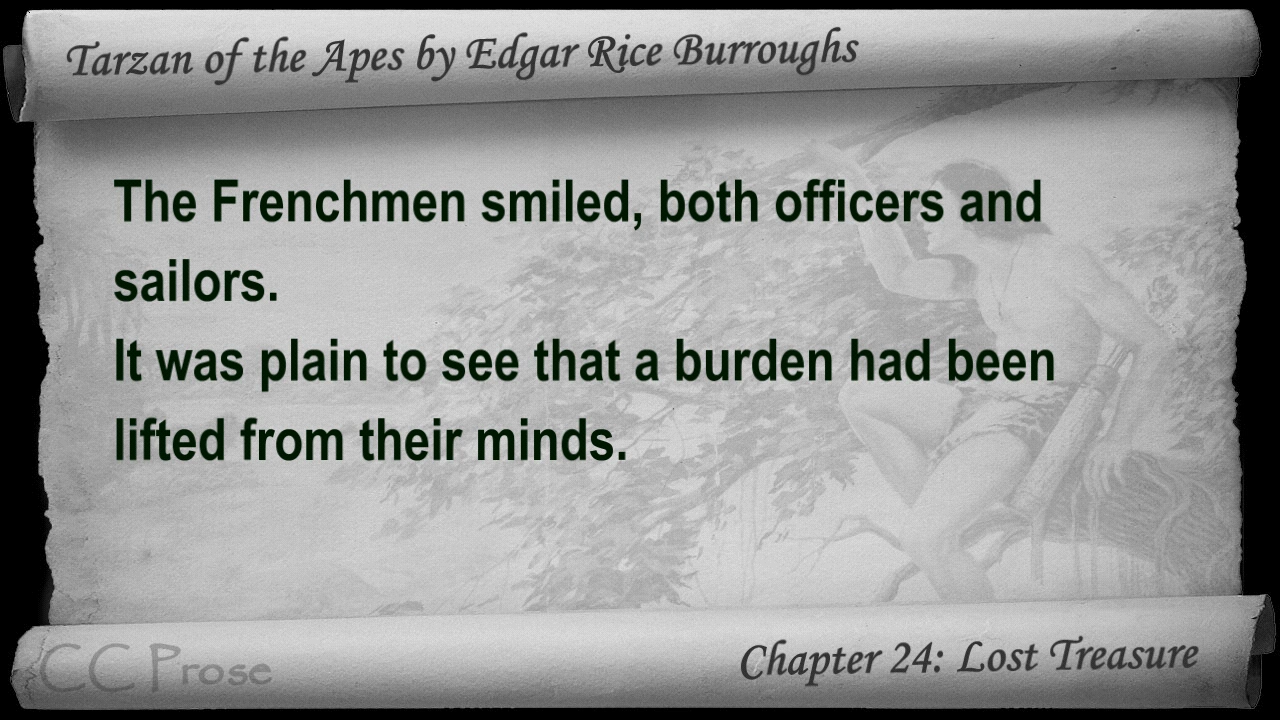 Tarzan of the Apes by Edgar Rice Burroughs
The Frenchmen smiled, both officers and
sailors.
It was plain to see that a burden had been
lifted from their minds.
CC Prose
Chapter 24: Lost Treasure